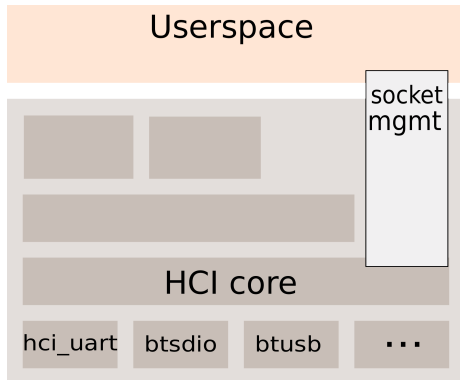 Userspace
socket
mgmt
HCI core
hci_uart
btsdio
btusb
...